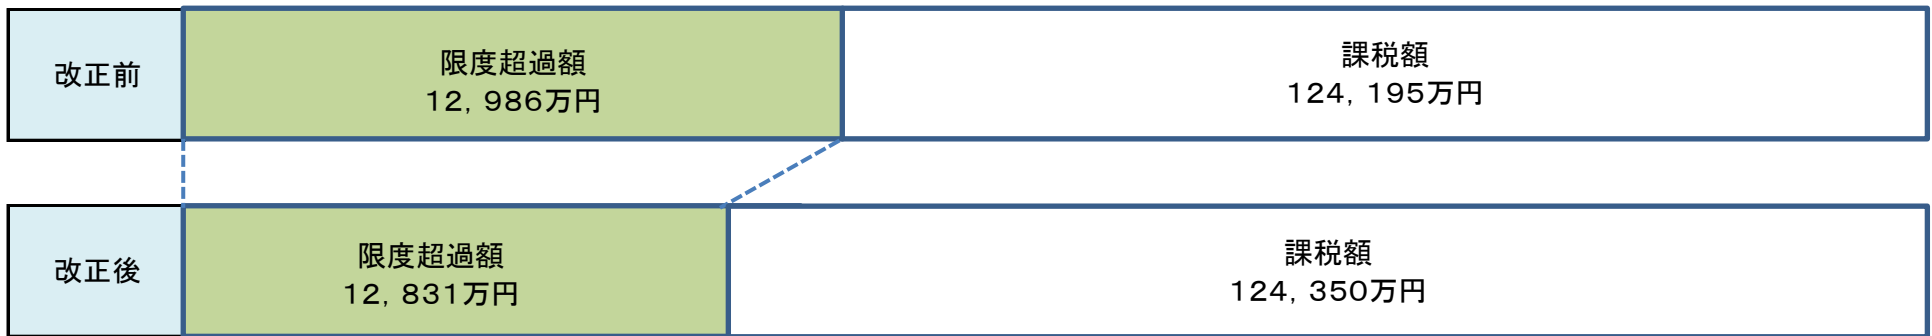 改正前
限度超過額
12,986万円
課税額
124,195万円
改正後
限度超過額
12,831万円
課税額
124,350万円